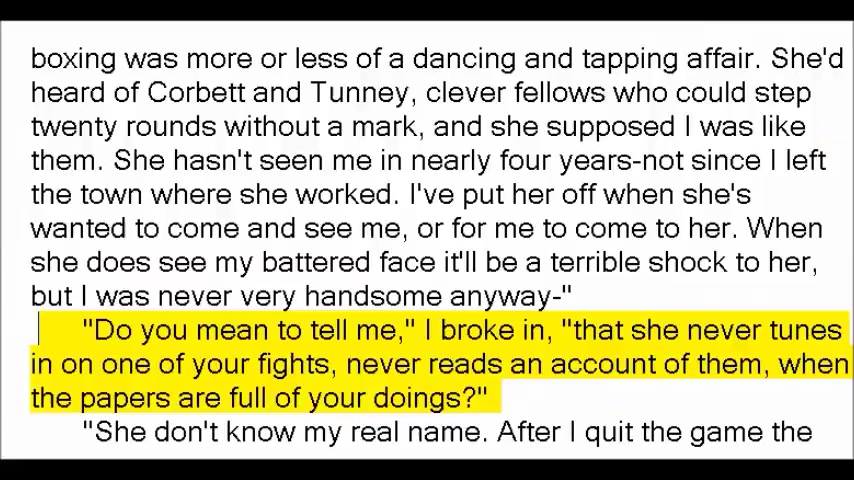 boxing was more or less of a dancing and tapping affair. She'd
heard of Corbett and Tunney, clever fellows who could step
twenty rounds without a mark, and she supposed I was like
them. She hasn't seen me in nearly four years-not since I left
the town where she worked. I've put her off when she's
wanted to come and see me, or for me to come to her. When
she does see my battered face it'll be a terrible shock to her,
but I was never very handsome anyway-"
"Do you mean to tell me," I broke in, "that she never tunes
in on one of your fights, never reads an account of them, when
the papers are full of your doings?"
"She don't know my real name. After I quit the game the